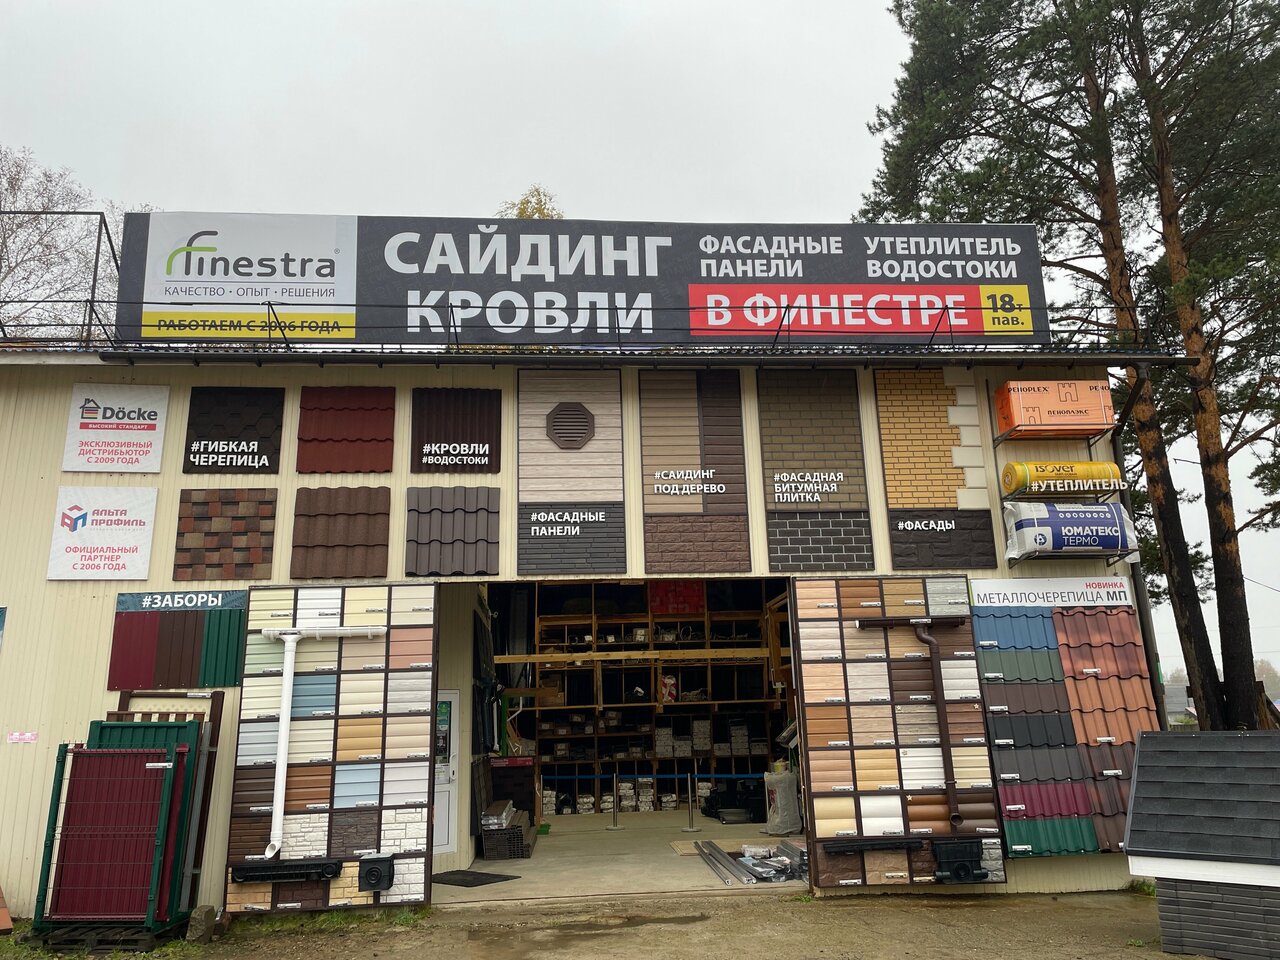 finestra®
КАЧЕСТВО · ОПЫТ · РЕШЕНИЯ
РАБОТАЕМ С 2006 ГОДА
САЙДИНГ
КРОВЛИ
ФАСАДНЫЕ
ПАНЕЛИ
УТЕПЛИТЕЛЬ
ВОДОСТОКИ
В ФИНЕСТРЕ
18т.
пав.
Döcke
ВЫСОКИЙ СТАНДАРТ
ЭКСКЛЮЗИВНЫЙ
ДИСТРИБЬЮТОР
С 2009 ГОДА
#ГИБКАЯ
ЧЕРЕПИЦА
#КРОВЛИ
#ВОДОСТОКИ
#ФАСАДНЫЕ
ПАНЕЛИ
#САЙДИНГ
ПОД ДЕРЕВО
#ФАСАДНАЯ
БИТУМНАЯ
ПЛИТКА
#ФАСАДЫ
PENOPLEX®
ПЕНОПЛЭКС
isover
#УТЕПЛИТЕЛЬ
ЮМАТЕКС
ТЕРМО
АЛЬТА
ПРОФИЛЬ
ОФИЦИАЛЬНЫЙ
ПАРТНЕР
С 2006 ГОДА
#ЗАБОРЫ
НОВИНКА
МЕТАЛЛОЧЕРЕПИЦА МП